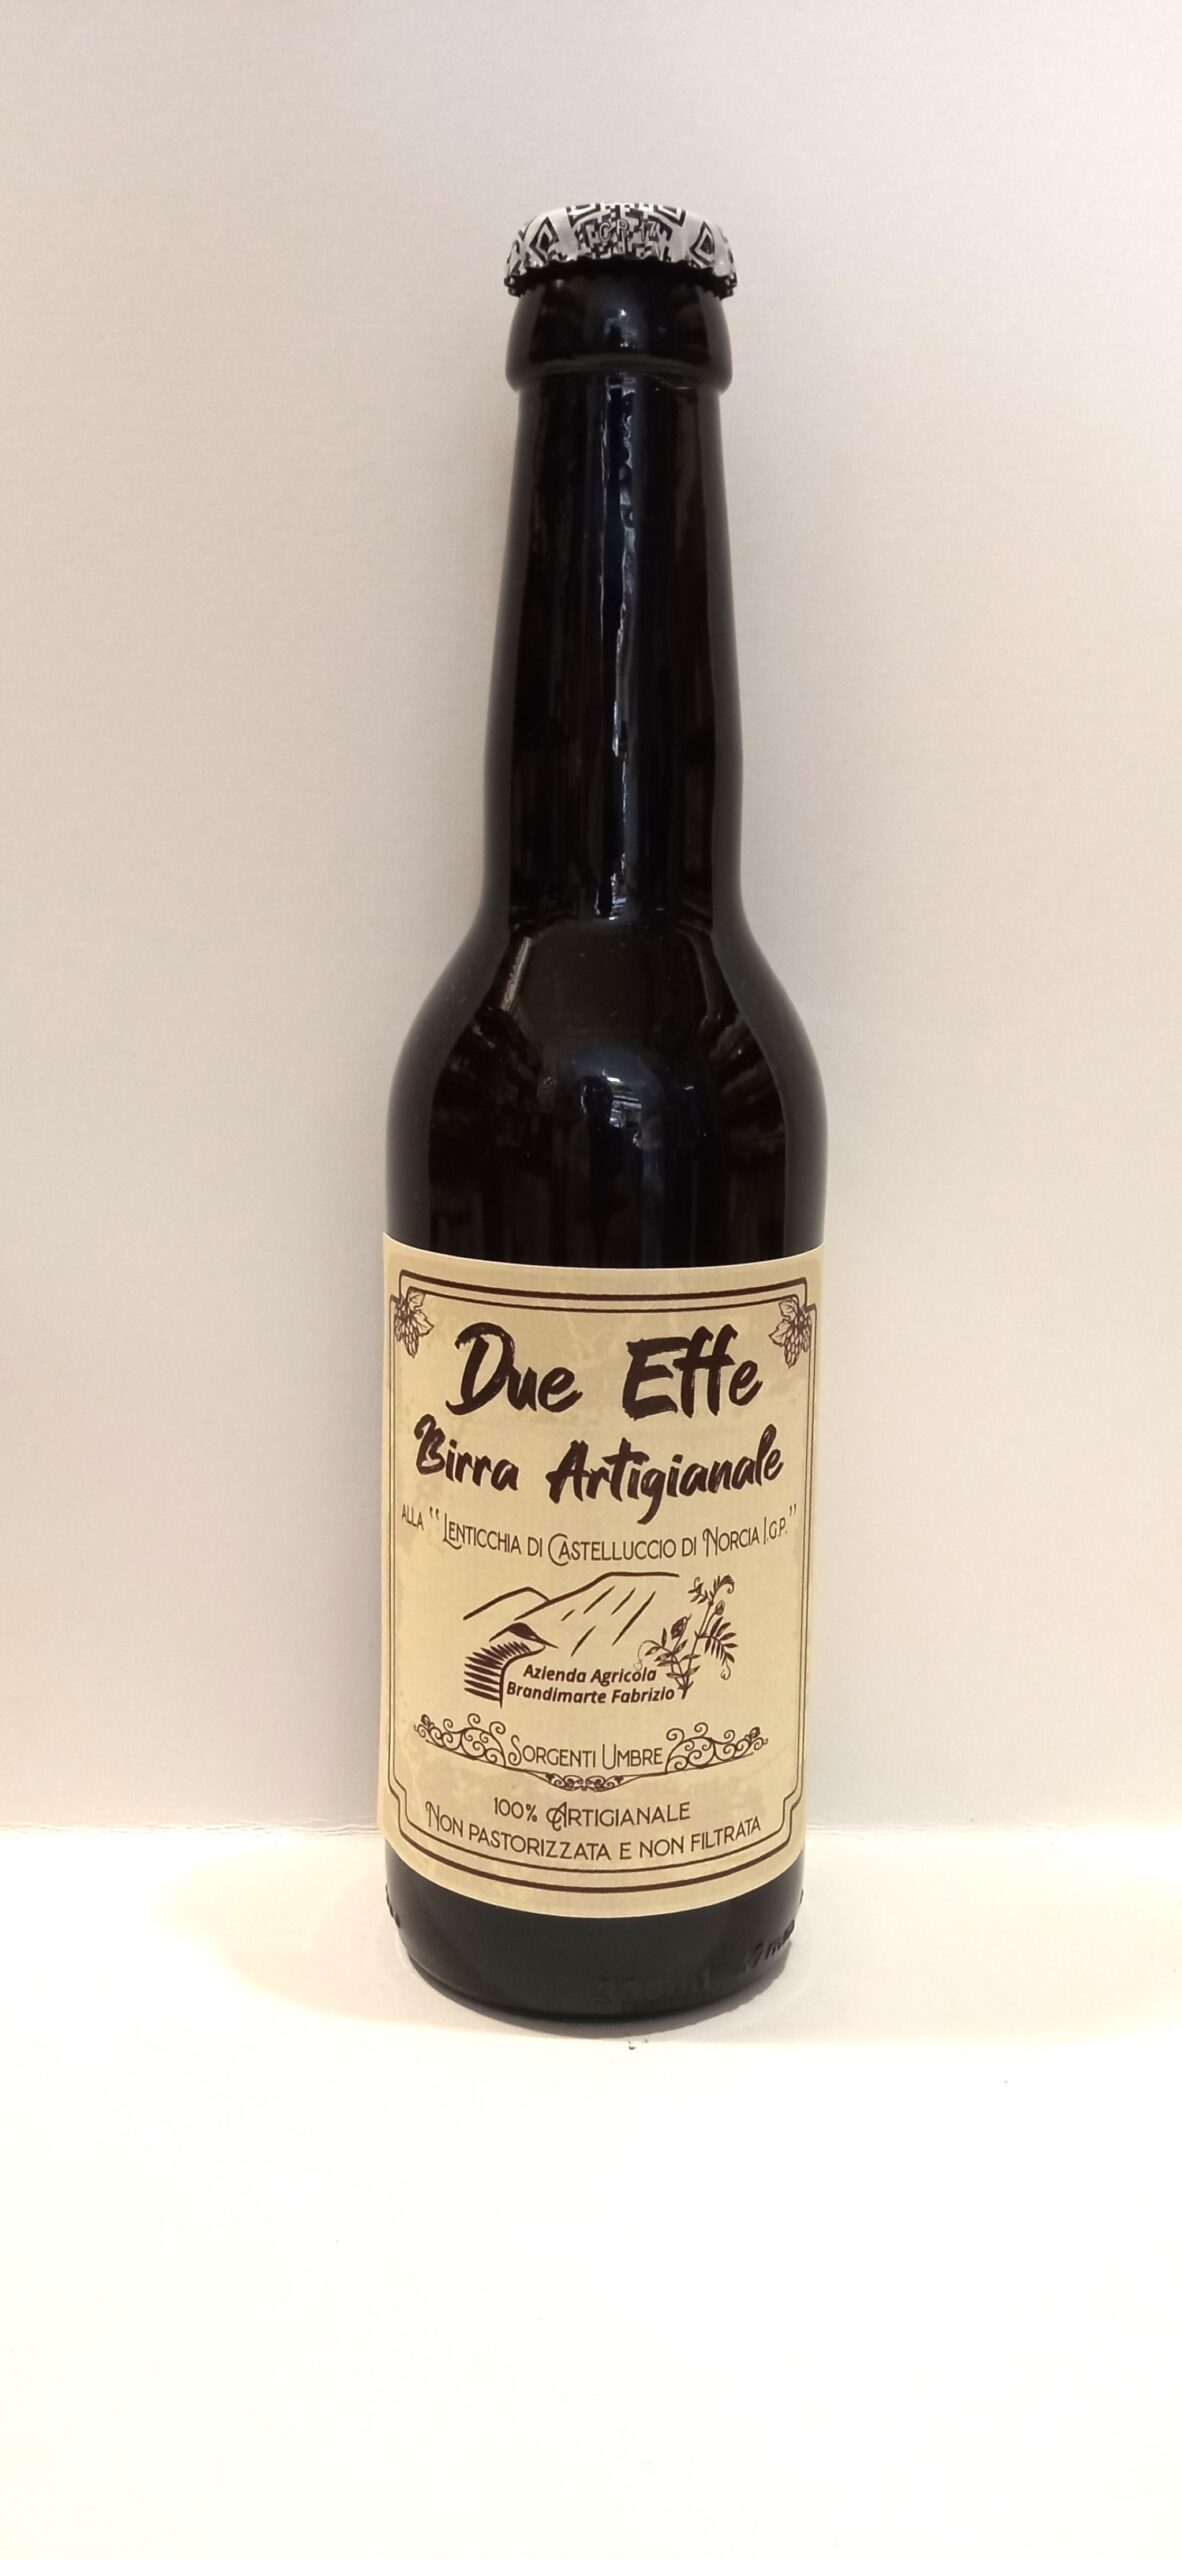 Due Effe
Birra Artigianale
ALLA "LENTICCHIA DI CASTELLUCCIO DI NORCIA I.G.P."
Azienda Agricola
Brandimarte Fabrizio
SORGENTI UMBRE
100% ARTIGIANALE
NON PASTORIZZATA E NON FILTRATA